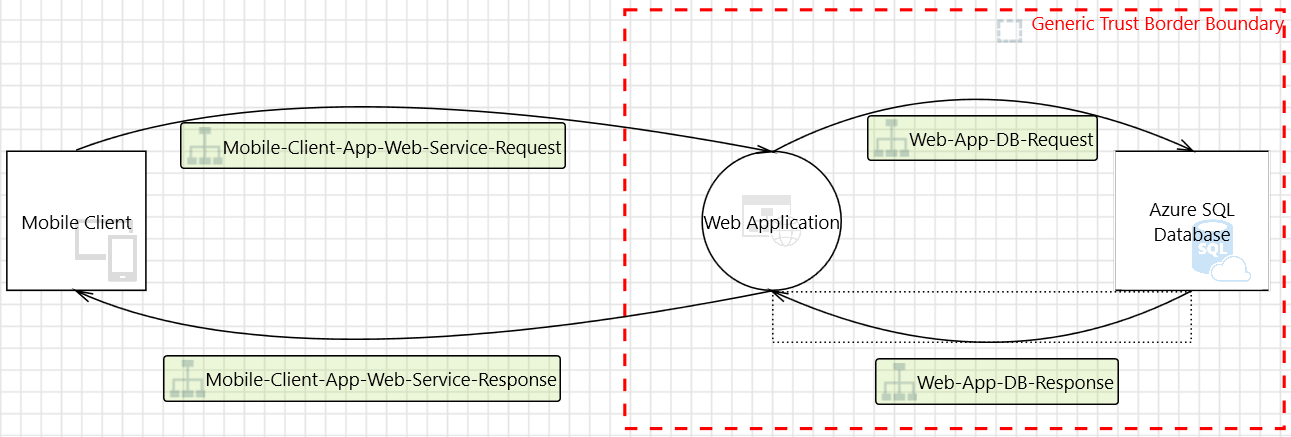 Generic Trust Border Boundary
Mobile-Client-App-Web-Service-Request
Web-App-DB-Request
Mobile Client
Web Application
Azure SQL
Database
SQL
Mobile-Client-App-Web-Service-Response
Web-App-DB-Response